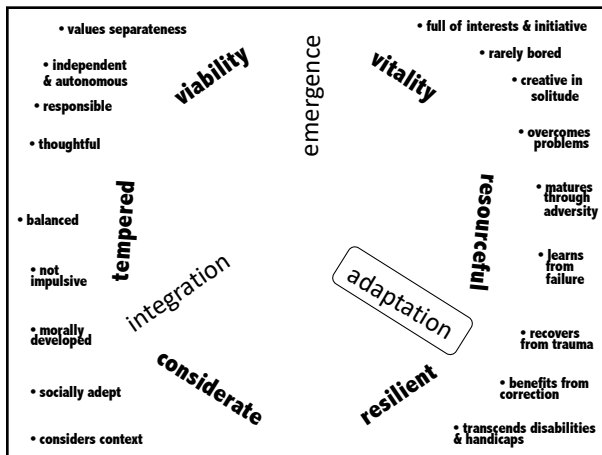 • values separateness
• independent
& autonomous
• responsible
• thoughtful
• balanced
• not
impulsive
• morally
developed
• socially adept
• considers context
viability
tempered
considerate
integration
emergence
adaptation
vitality
resourceful
resilient
• full of interests & initiative
• rarely bored
• creative in
solitude
• overcomes
problems
• matures
through
adversity
• learns
from
failure
• recovers
from trauma
• benefits from
correction
• transcends disabilities
& handicaps